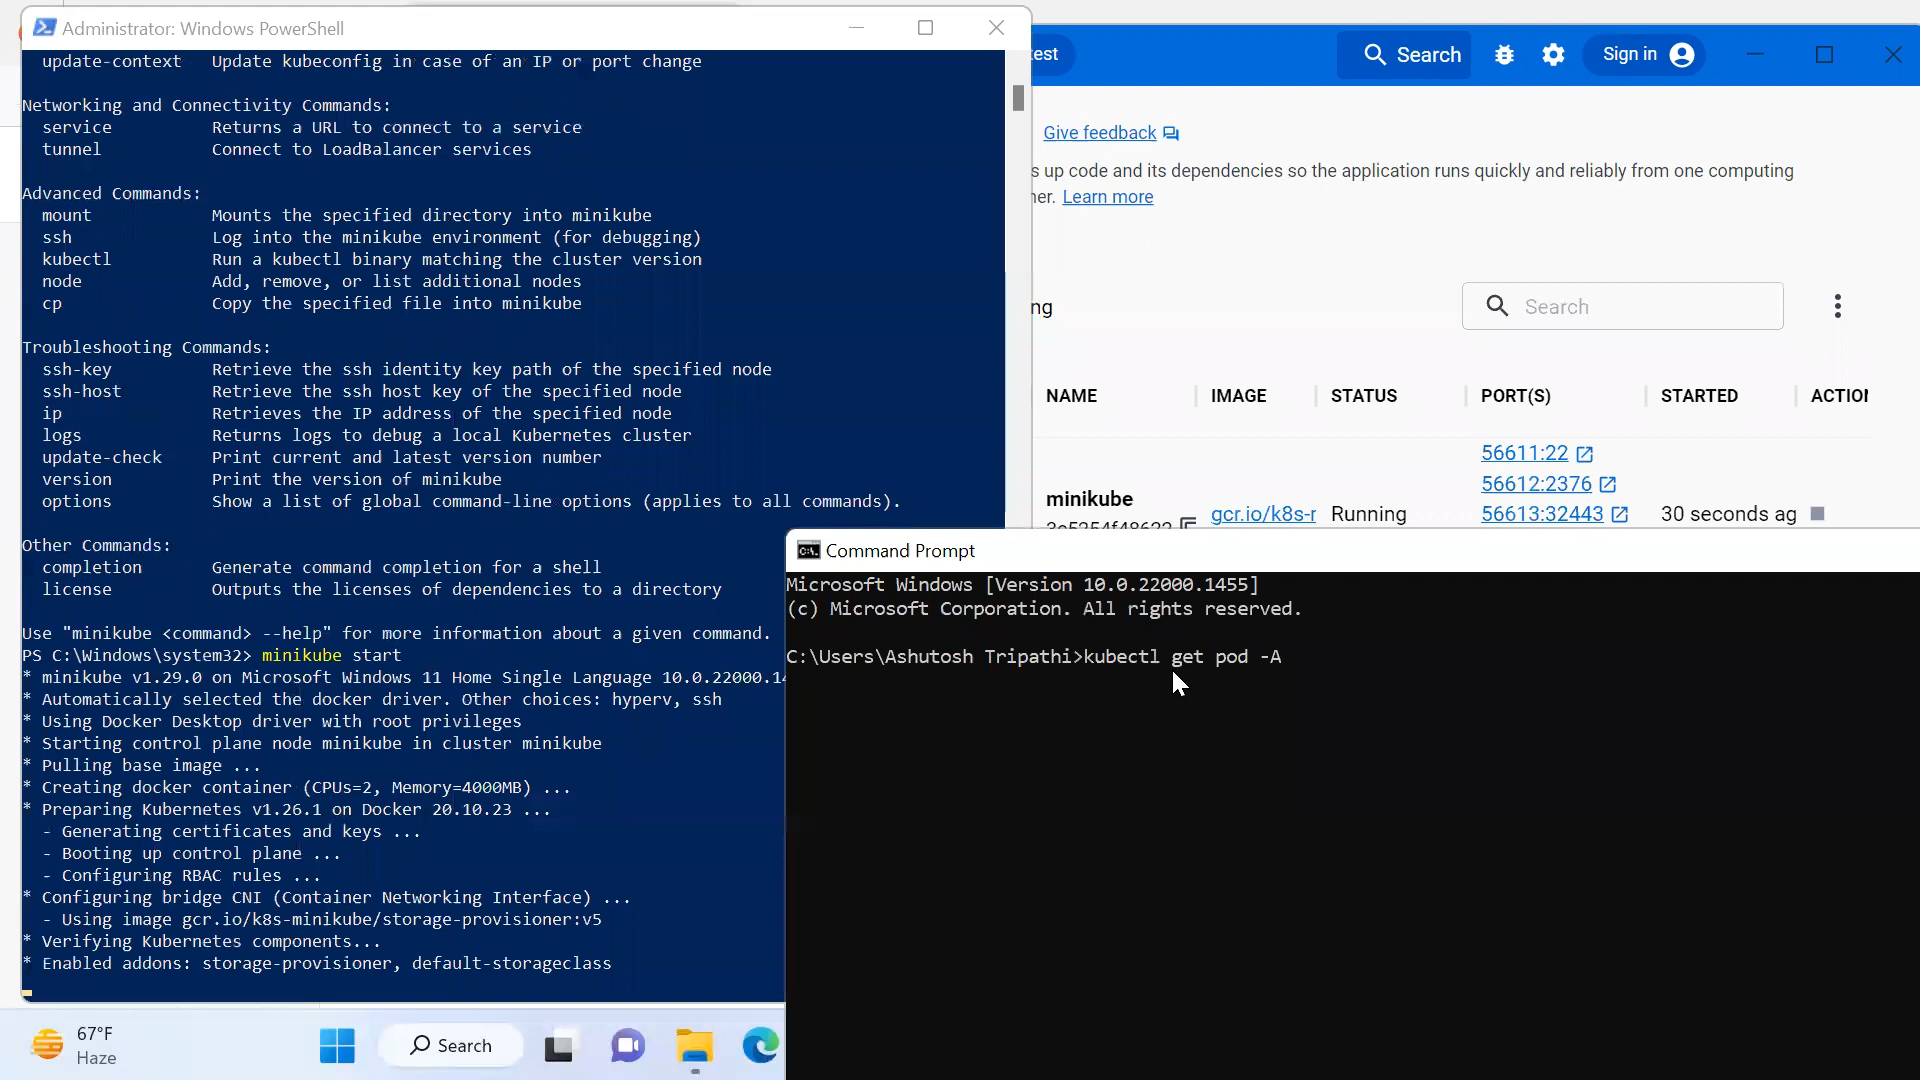 Administrator: Windows PowerShell
update-context Update kubeconfig in case of an IP or port change
Networking and Connectivity Commands:
service Returns a URL to connect to a service
tunnel Connect to LoadBalancer services
Advanced Commands:
mount Mounts the specified directory into minikube
ssh Log into the minikube environment (for debugging)
kubectl Run a kubectl binary matching the cluster version
node Add, remove, or list additional nodes
cp Copy the specified file into minikube
Troubleshooting Commands:
ssh-key Retrieve the ssh identity key path of the specified node
ssh-host Retrieve the ssh host key of the specified node
ip Retrieves the IP address of the specified node
logs Returns logs to debug a local Kubernetes cluster
update-check Print current and latest version number
version Print the version of minikube
options Show a list of global command-line options (applies to all commands).
Other Commands:
completion Generate command completion for a shell
license Outputs the licenses of dependencies to a directory
Use "minikube <command> --help" for more information about a given command.
PS C:\Windows\system32> minikube start
* minikube v1.29.0 on Microsoft Windows 11 Home Single Language 10.0.22000.14
* Automatically selected the docker driver. Other choices: hyperv, ssh
* Using Docker Desktop driver with root privileges
* Starting control plane node minikube in cluster minikube
* Pulling base image ...
* Creating docker container (CPUs=2, Memory=4000MB) ...
* Preparing Kubernetes v1.26.1 on Docker 20.10.23 ...
- Generating certificates and keys ...
- Booting up control plane ...
- Configuring RBAC rules ...
* Configuring bridge CNI (Container Networking Interface) ...
- Using image gcr.io/k8s-minikube/storage-provisioner:v5
* Verifying Kubernetes components...
* Enabled addons: storage-provisioner, default-storageclass
est Search Sign in
Give feedback
s up code and its dependencies so the application runs quickly and reliably from one computing
er. Learn more
ng Search
NAME IMAGE STATUS PORT(S) STARTED ACTION
56611:22
56612:2376
minikube gcr.io/k8s-r Running 56613:32443 30 seconds ag
Command Prompt
Microsoft Windows [Version 10.0.22000.1455]
(c) Microsoft Corporation. All rights reserved.
C:\Users\Ashutosh Tripathi>kubectl get pod -A
67°F
Haze
Search